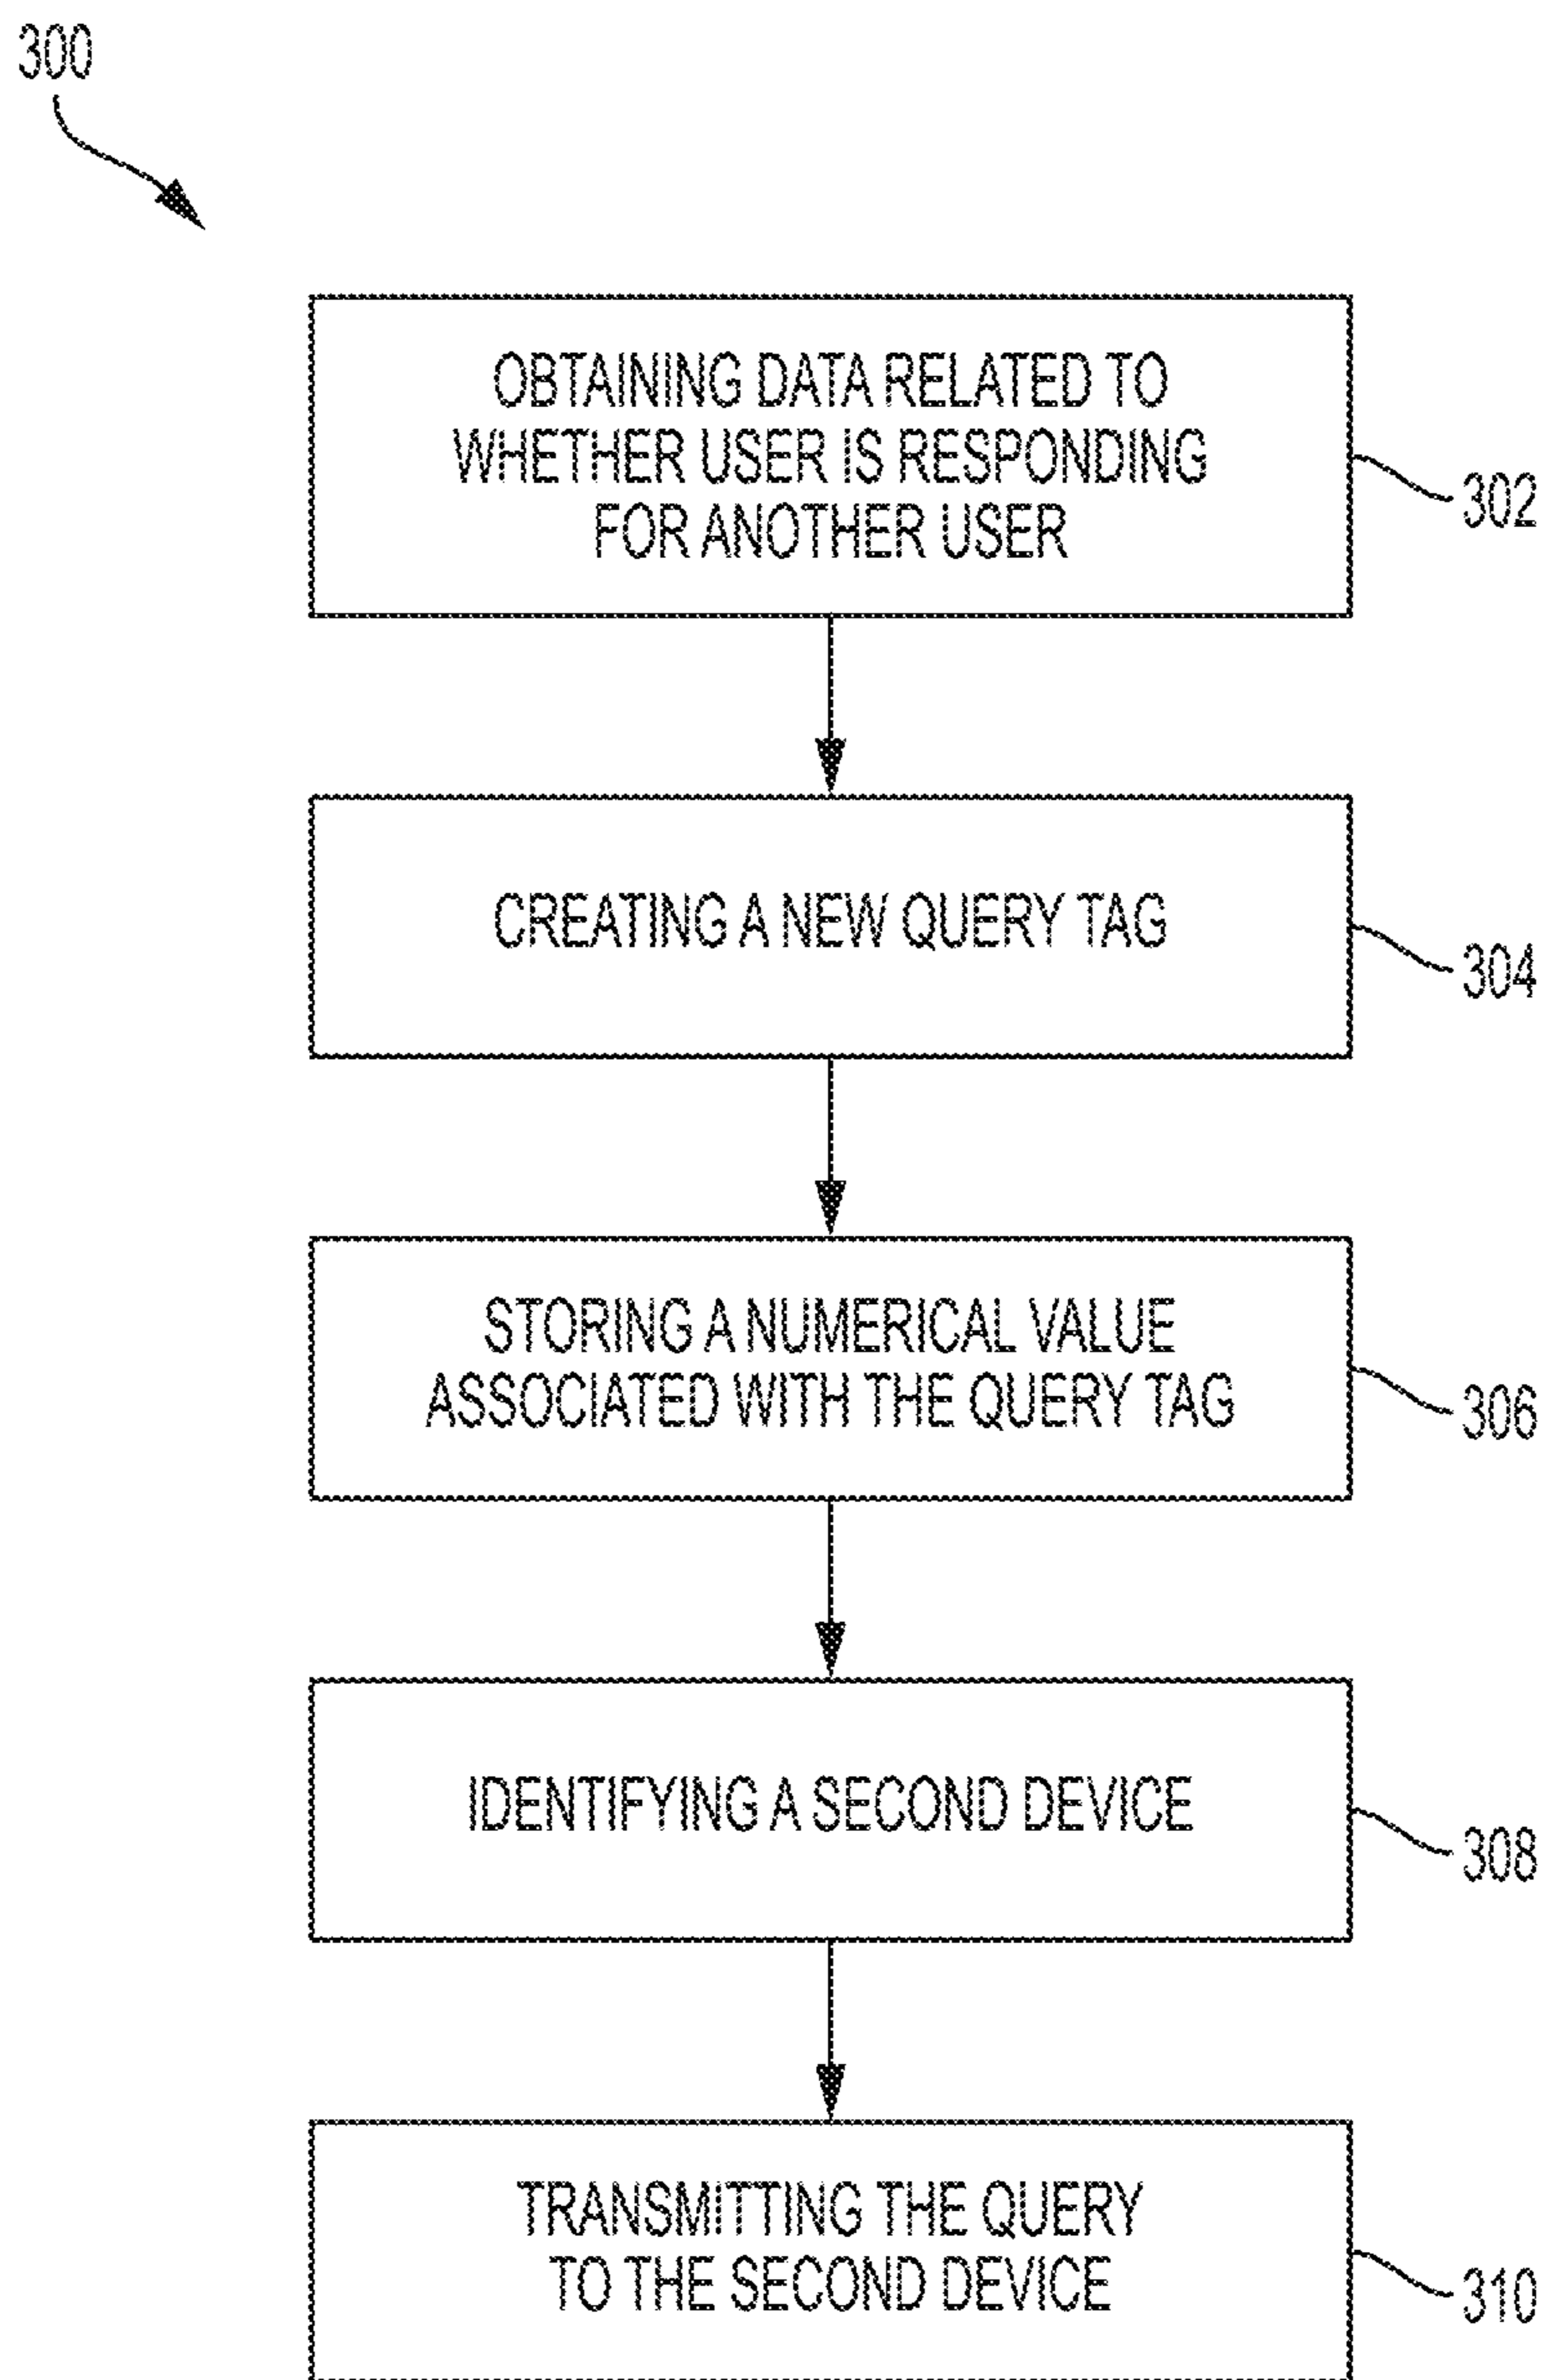 300
OBTAINING DATA RELATED TO
WHETHER USER IS RESPONDING
FOR ANOTHER USER
302
CREATING A NEW QUERY TAG
304
STORING A NUMERICAL VALUE
ASSOCIATED WITH THE QUERY TAG
306
IDENTIFYING A SECOND DEVICE
308
TRANSMITTING THE QUERY
TO THE SECOND DEVICE
310